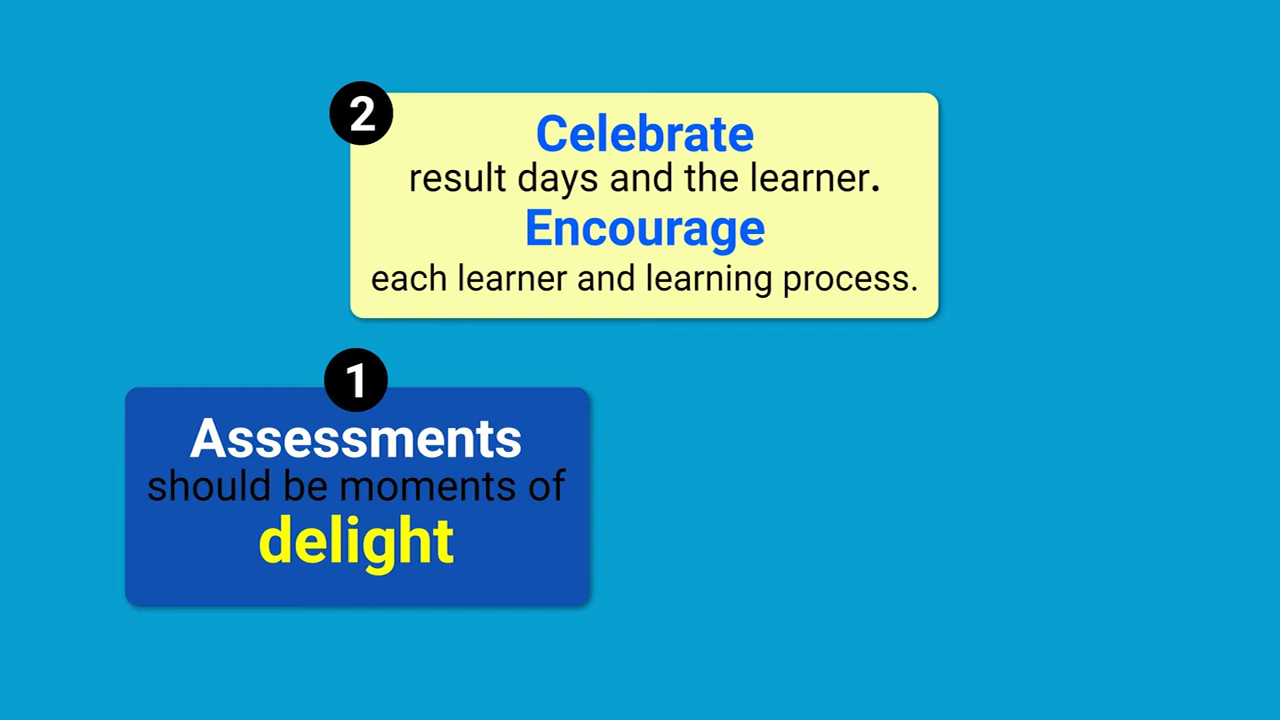 2
Celebrate
result days and the learner.
Encourage
each learner and learning process.
1
Assessments
should be moments of
delight